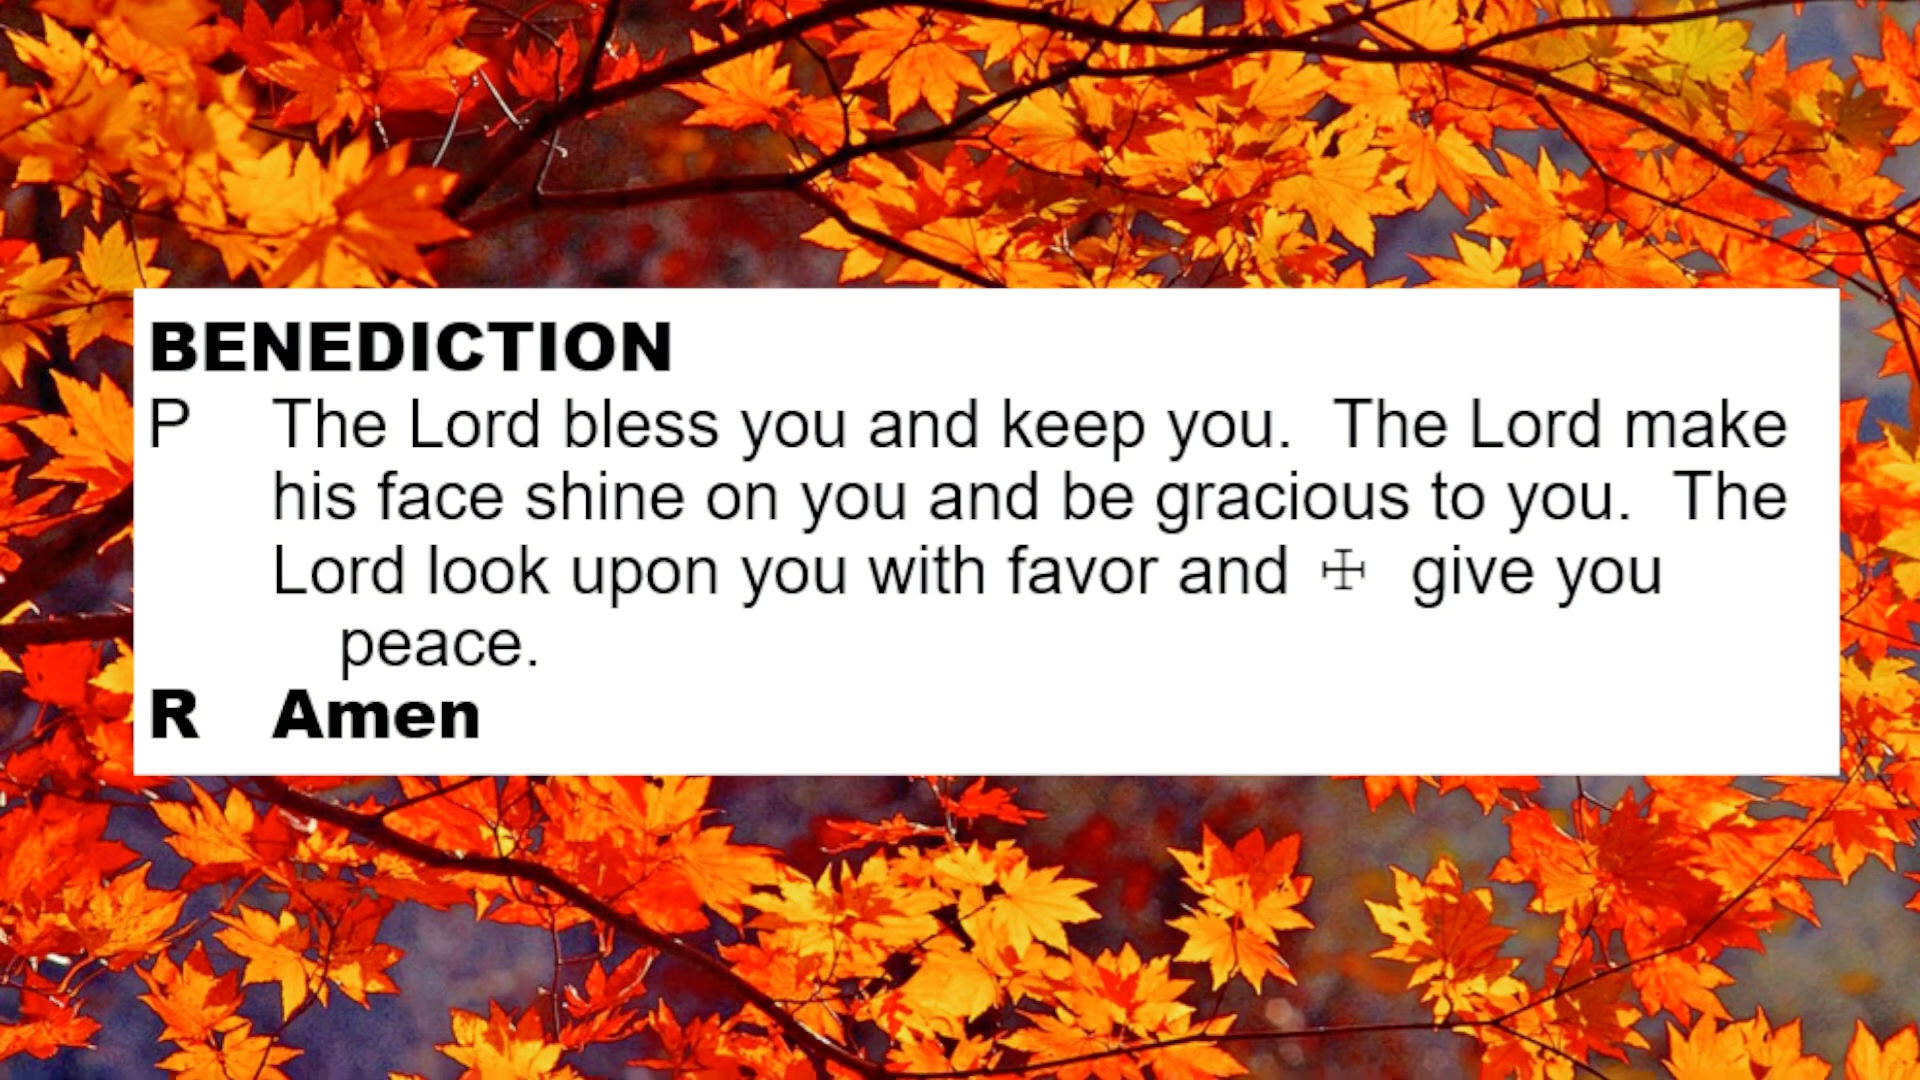 BENEDICTION
P The Lord bless you and keep you. The Lord make
his face shine on you and be gracious to you. The
Lord look upon you with favor and ☩ give you
peace.
R Amen